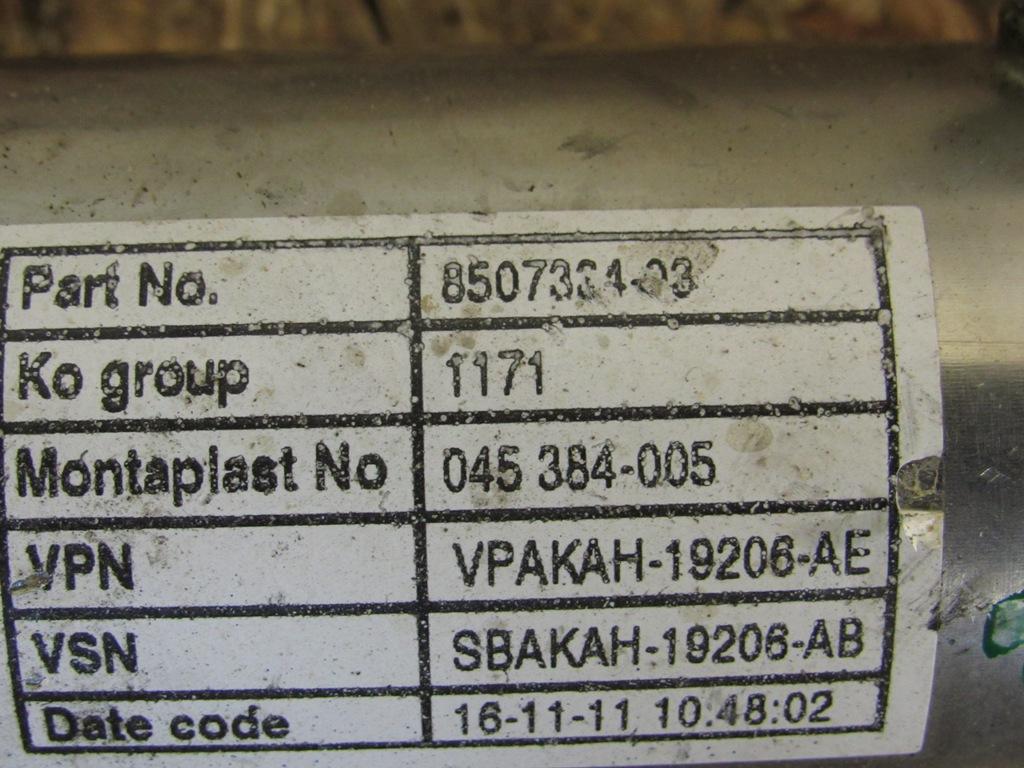 Part No.
Ko group 1171
Montaplast No 045 384-005
VPN VPAKAH-19206-AE
VSN SBAKAH-19206-AB
Date code 16-11-11 10:48:02